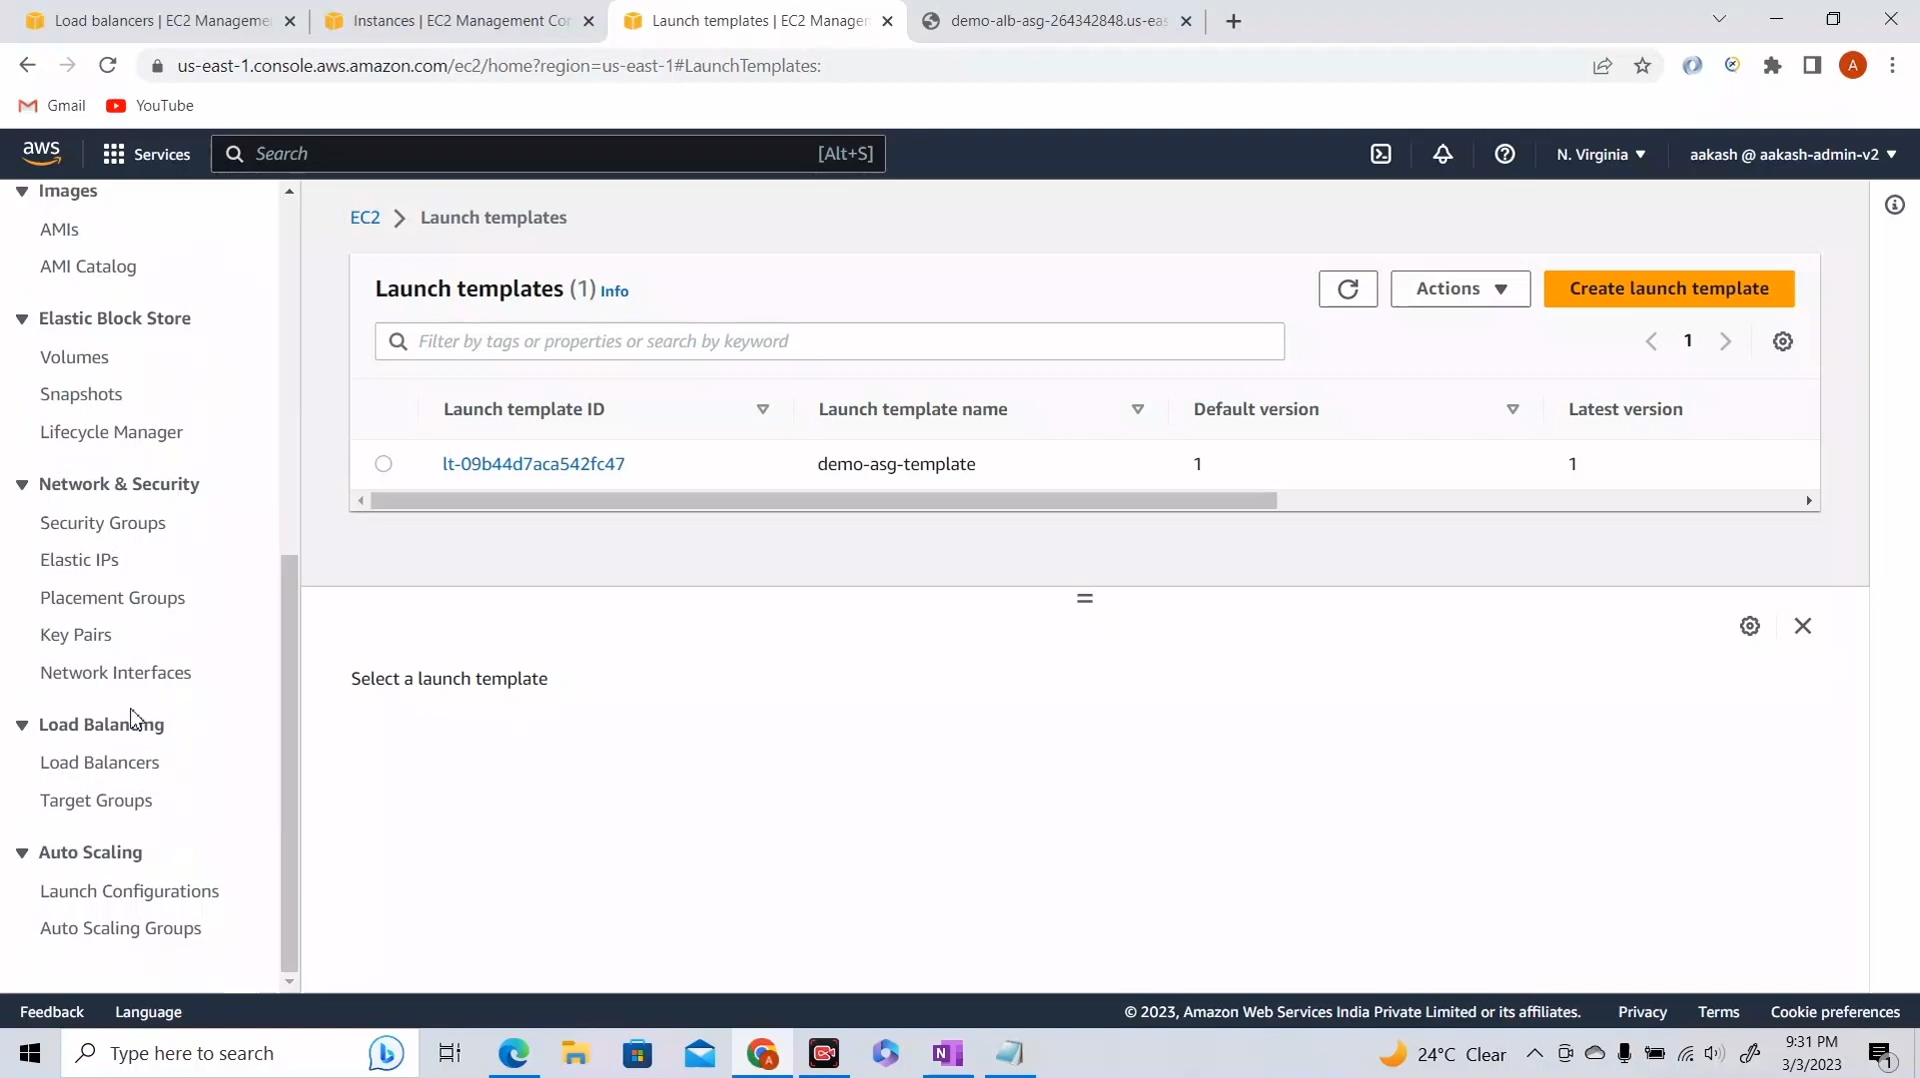 Load balancers | EC2 Manageme
Instances | EC2 Management Cor
Launch templates | EC2 Manager
demo-alb-asg-264342848.us-eas
us-east-1.console.aws.amazon.com/ec2/home?region=us-east-1#LaunchTemplates:
A
Gmail
YouTube
aws
Services
Search
[Alt+S]
N. Virginia
aakash @ aakash-admin-v2
Images
AMIs
AMI Catalog
Elastic Block Store
Volumes
Snapshots
Lifecycle Manager
Network & Security
Security Groups
Elastic IPs
Placement Groups
Key Pairs
Network Interfaces
Load Balancing
Load Balancers
Target Groups
Auto Scaling
Launch Configurations
Auto Scaling Groups
EC2 > Launch templates
Launch templates (1) Info
Actions
Create launch template
Filter by tags or properties or search by keyword
1
Launch template ID
Launch template name
Default version
Latest version
lt-09b44d7aca542fc47
demo-asg-template
1
1
Select a launch template
Feedback
Language
© 2023, Amazon Web Services India Private Limited or its affiliates.
Privacy
Terms
Cookie preferences
Type here to search
24°C Clear
9:31 PM
3/3/2023
1